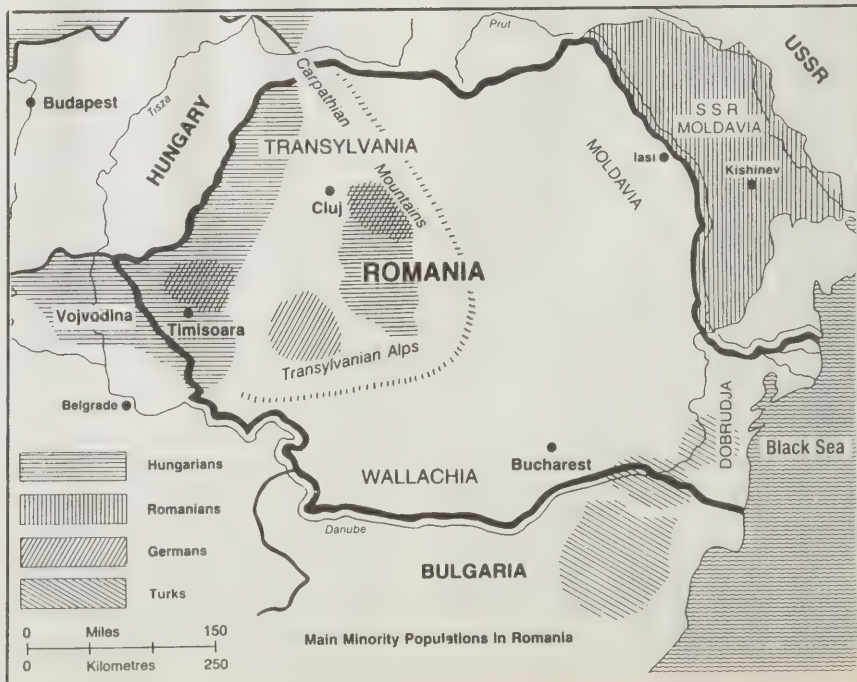 Prut
USSR
Budapest
Tisza
HUNGARY
Carpathian
Mountains
TRANSYLVANIA
SSR
MOLDAVIA
MOLDAVIA
Iasi
Kishinev
Cluj
ROMANIA
Vojvodina
Timisoara
Transylvanian Alps
Belgrade
DOBRUDJA
Black Sea
Bucharest
WALLACHIA
Danube
BULGARIA
Hungarians
Romanians
Germans
Turks
0 Miles 150
0 Kilometres 250
Main Minority Populations in Romania